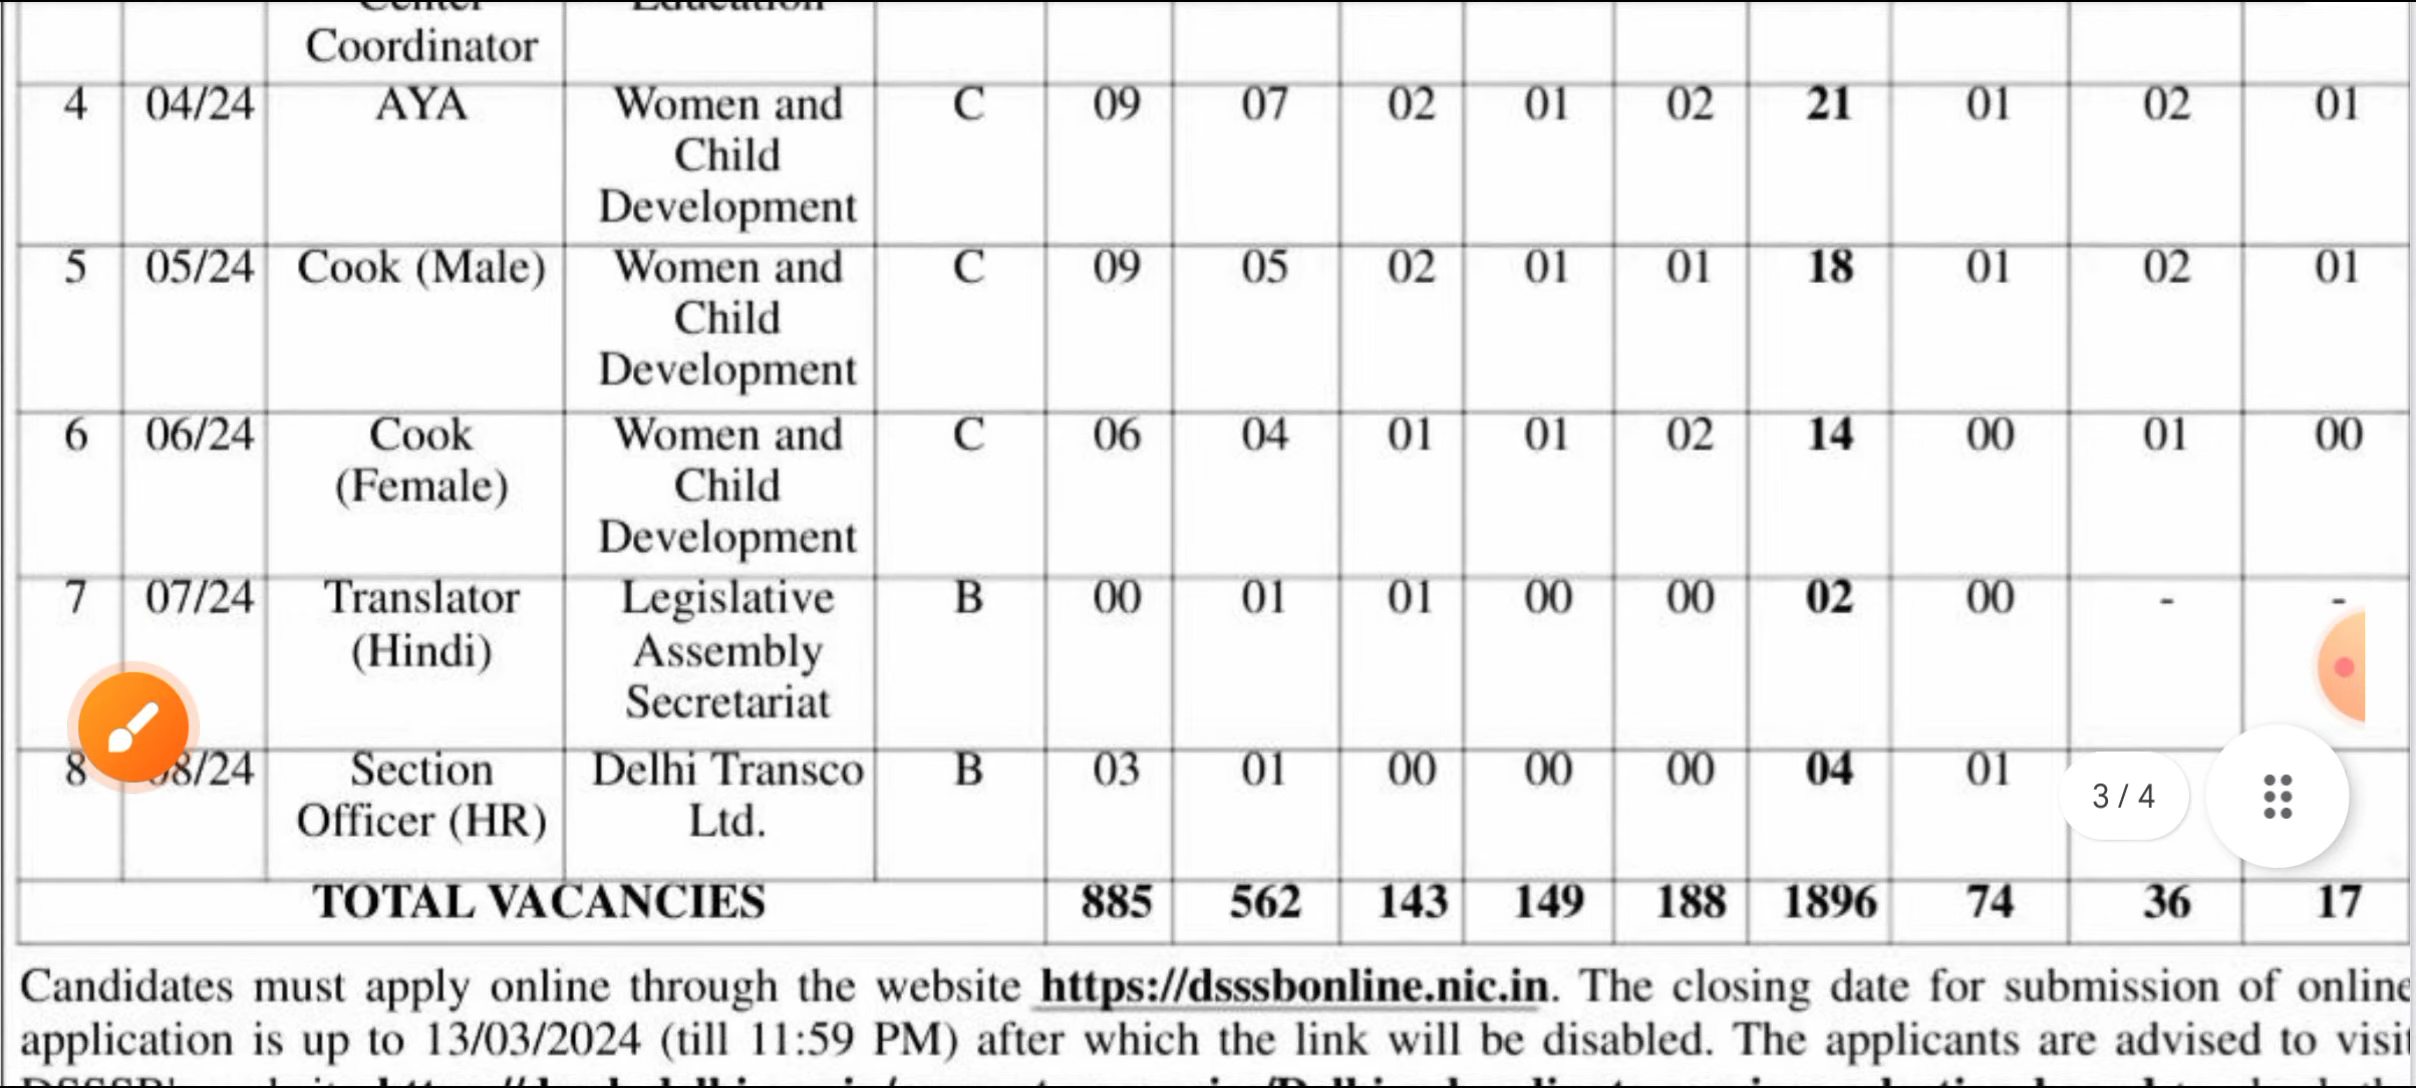 Center Education
Coordinator
4 04/24 AYA Women and C 09 07 02 01 02 21 01 02 01
Child
Development
5 05/24 Cook (Male) Women and C 09 05 02 01 01 18 01 02 01
Child
Development
6 06/24 Cook Women and C 06 04 01 01 02 14 00 01 00
(Female) Child
Development
7 07/24 Translator Legislative B 00 01 01 00 00 02 00 - -
(Hindi) Assembly
Secretariat
8 08/24 Section Delhi Transco B 03 01 00 00 00 04 01
Officer (HR) Ltd.
3 / 4
TOTAL VACANCIES 885 562 143 149 188 1896 74 36 17
Candidates must apply online through the website https://dsssbonline.nic.in. The closing date for submission of online
application is up to 13/03/2024 (till 11:59 PM) after which the link will be disabled. The applicants are advised to visit